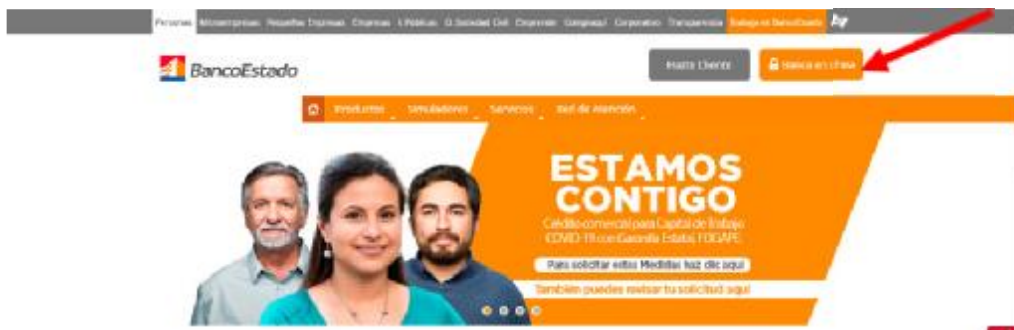 Personas Microempresas Pequeñas Empresas Empresas I. Públicas O. Sociedad Civil Emprende Corporativo Transparencia Trabaja en BancoEstado
BancoEstado
Hazte Cliente
Banca en Línea
Productos Simuladores Servicios Red de Atención
ESTAMOS
CONTIGO
Crédito comercial para Capital de Trabajo
COVID-19 con Garantía Estatal, FOGAPE.
Para solicitar estas Medidas haz clic aquí
También puedes revisar tu solicitud aquí